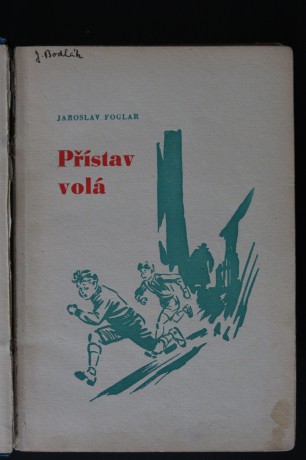 J. Bodlák
JAROSLAV FOGLAR
Přístav
volá